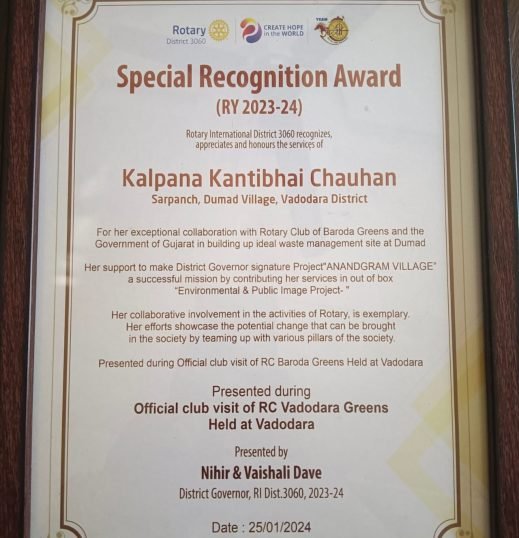 Rotary
District 3060
CREATE HOPE
in the WORLD
Special Recognition Award
(RY 2023-24)
Rotary International District 3060 recognizes,
appreciates and honours the services of
Kalpana Kantibhai Chauhan
Sarpanch, Dumad Village, Vadodara District
For her exceptional collaboration with Rotary Club of Baroda Greens and the
Government of Gujarat in building up ideal waste management site at Dumad
Her support to make District Governor signature Project"ANANDGRAM VILLAGE"
a successful mission by contributing her services in out of box
"Environmental & Public Image Project- "
Her collaborative involvement in the activities of Rotary, is exemplary.
Her efforts showcase the potential change that can be brought
in the society by teaming up with various pillars of the society.
Presented during Official club visit of RC Baroda Greens Held at Vadodara
Presented during
Official club visit of RC Vadodara Greens
Held at Vadodara
Presented by
Nihir & Vaishali Dave
District Governor, RI Dist.3060, 2023-24
Date : 25/01/2024